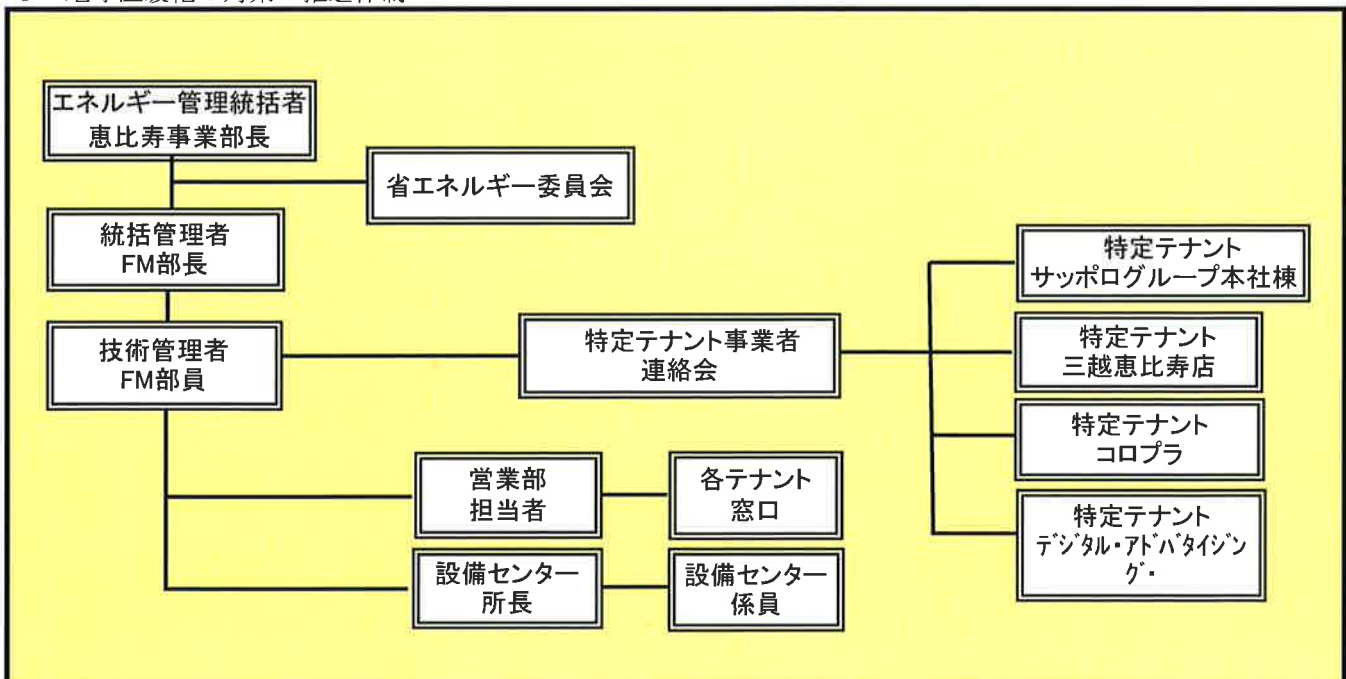 エネルギー管理統括者
恵比寿事業部長
省エネルギー委員会
統括管理者
FM部長
技術管理者
FM部員
特定テナント事業者
連絡会
特定テナント
サッポログループ本社棟
特定テナント
三越恵比寿店
特定テナント
コロプラ
特定テナント
デジタル・アドバタイジン
グ・
営業部
担当者
各テナント
窓口
設備センター
所長
設備センター
係員